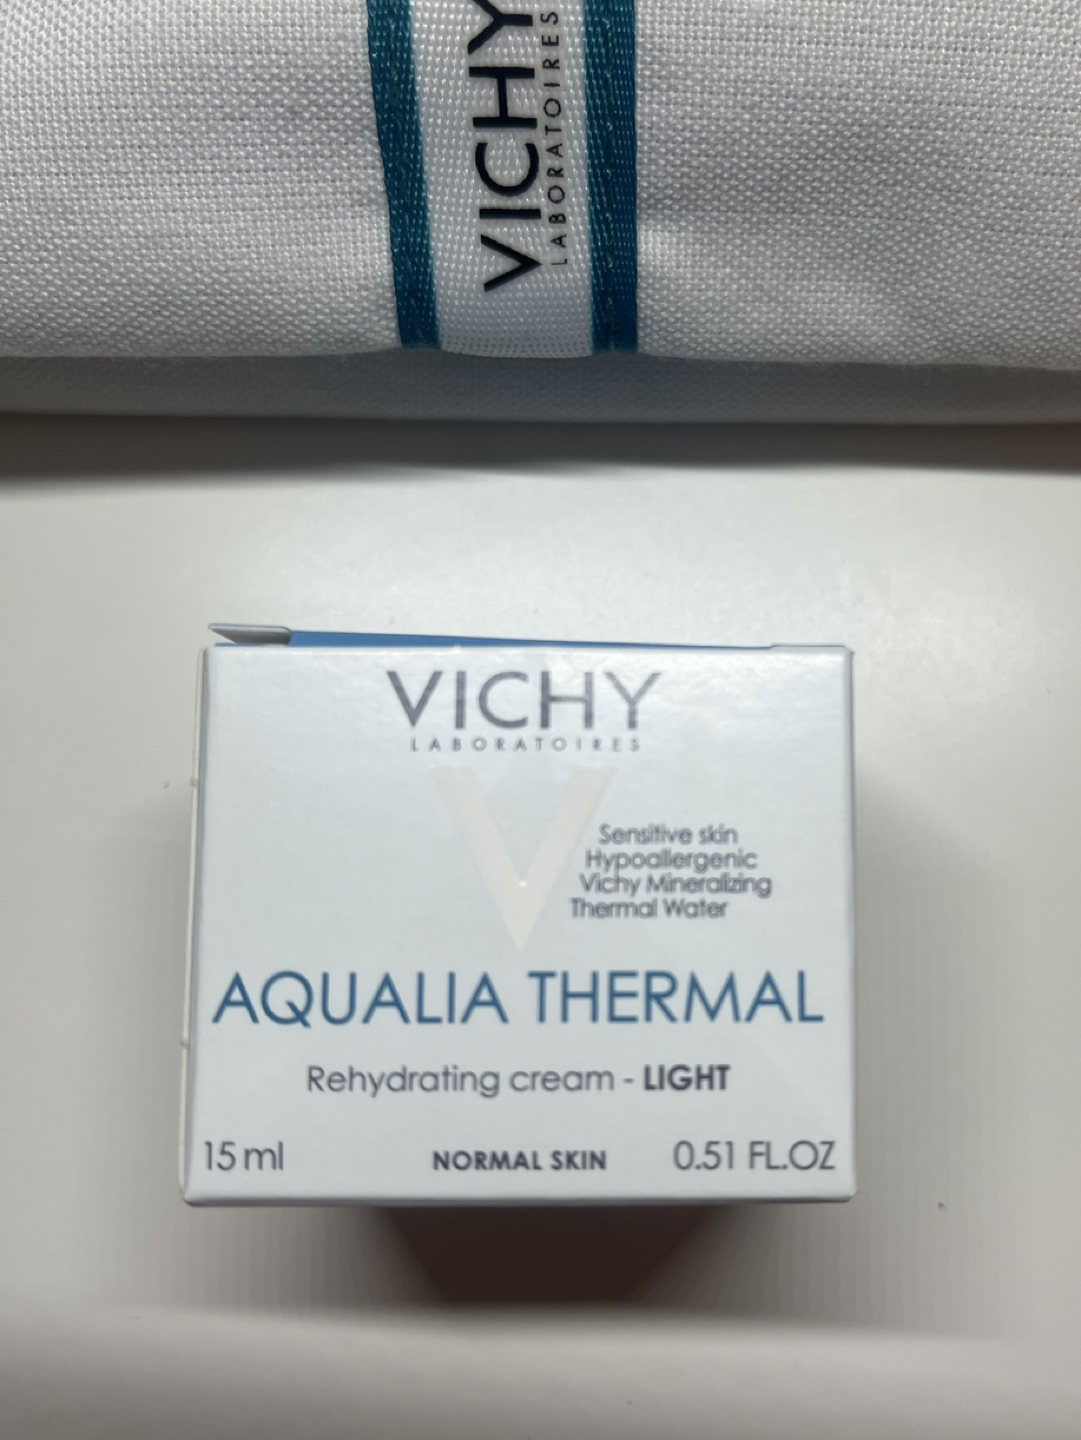 VICHY
LABORATOIRES
VICHY
LABORATOIRES
V
Sensitive skin
Hypoallergenic
Vichy Mineralizing
Thermal Water
AQUALIA THERMAL
Rehydrating cream - LIGHT
15 ml NORMAL SKIN 0.51 FL.OZ